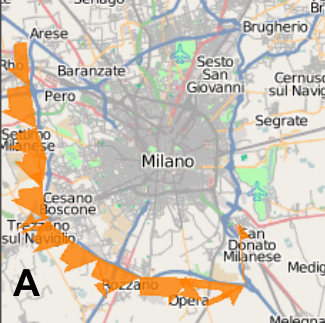 Senago
Arese
Brugherio
Rho
Baranzate
Sesto
San
Giovanni
Cernusco
sul Navig
Pero
Segrate
Settimo
Milanese
Milano
Cesano
Boscone
Trezzano
sul Naviglio
San
Donato
Milanese
A
Rozzano
Opera
Medig
Melegna